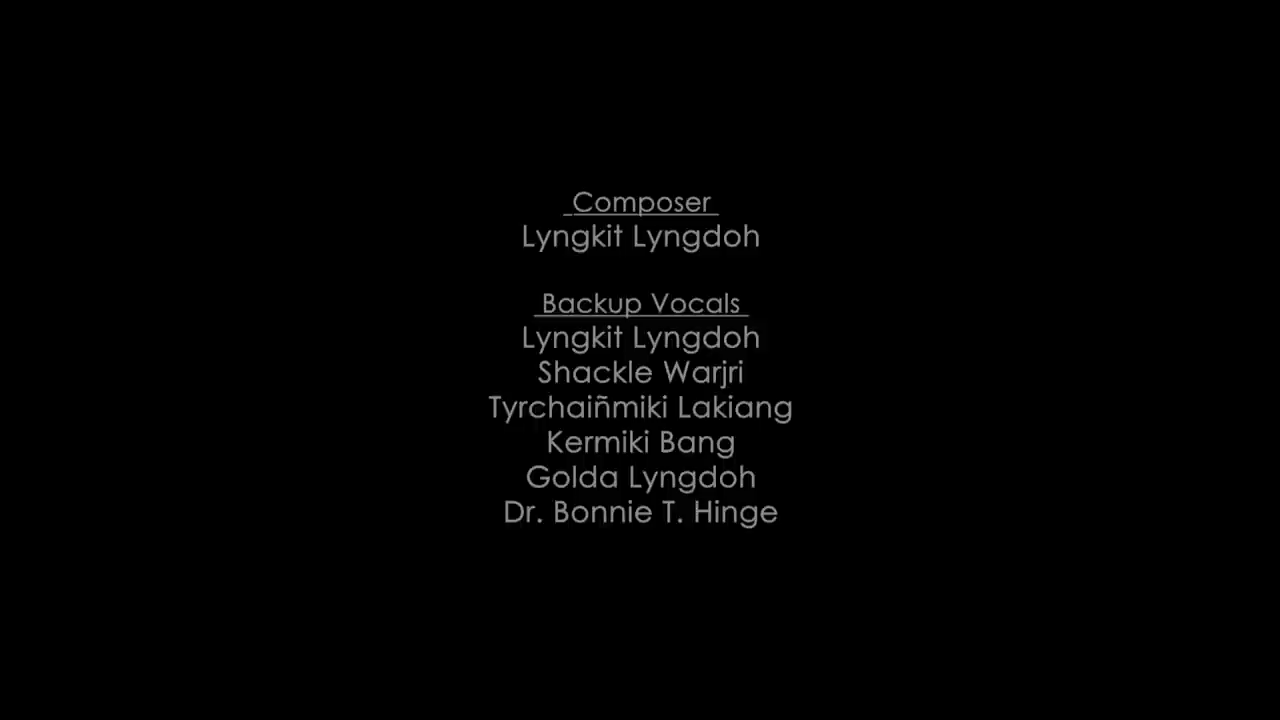 Composer
Lyngkit Lyngdoh
Backup Vocals
Lyngkit Lyngdoh
Shackle Warjri
Tyrchaiñmiki Lakiang
Kermiki Bang
Golda Lyngdoh
Dr. Bonnie T. Hinge